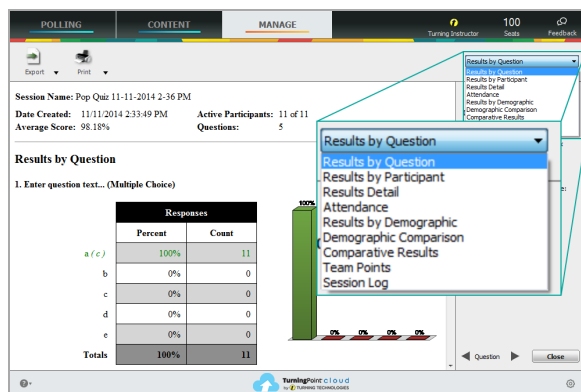 POLLING CONTENT MANAGE
Turning Instructor
100 Seats
Feedback
Export Print
Results by Question
Results by Question
Results by Participant
Results Detail
Attendance
Results by Demographic
Demographic Comparison
Comparative Results
Session Name: Pop Quiz 11-11-2014 2-36 PM
Date Created: 11/11/2014 2:33:49 PM Active Participants: 11 of 11
Average Score: 98.18% Questions: 5
Results by Question
Results by Question
Results by Participant
Results Detail
Attendance
Results by Demographic
Demographic Comparison
Comparative Results
Team Points
Session Log
Results by Question
1. Enter question text... (Multiple Choice)
Responses
Percent Count
a (c) 100% 11
b 0% 0
c 0% 0
d 0% 0
e 0% 0
Totals 100% 11
100%
0% 0% 0% 0%
Question Close
TurningPoint cloud
by TURNING TECHNOLOGIES